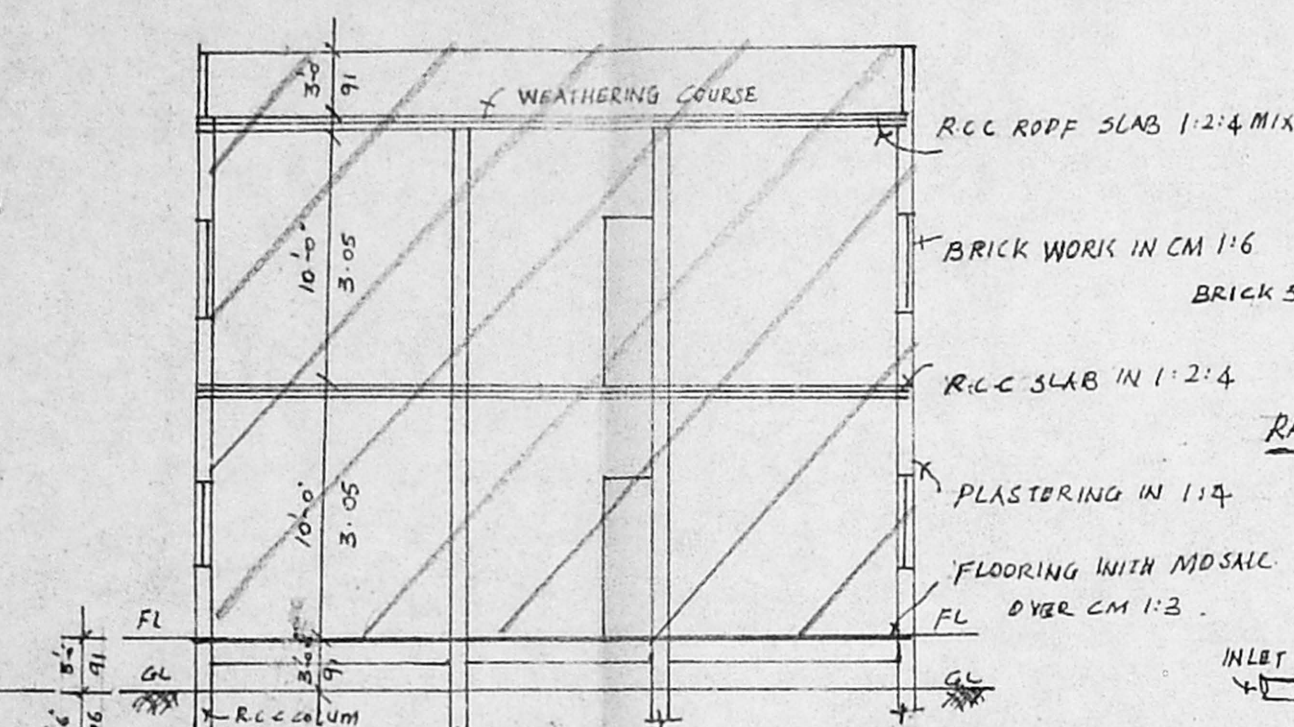 3'-0"
91
WEATHERING COURSE
R.C.C ROOF SLAB 1:2:4 MIX
10'-0"
3.05
BRICK WORK IN CM 1:6
BRICK
R.C.C SLAB IN 1:2:4
10'-0"
3.05
PLASTERING IN 1:4
FLOORING WITH MOSAIC
OVER CM 1:3.
FL
FL
3'-0"
91
91
GL
GL
INLET
R.C.C COLUM